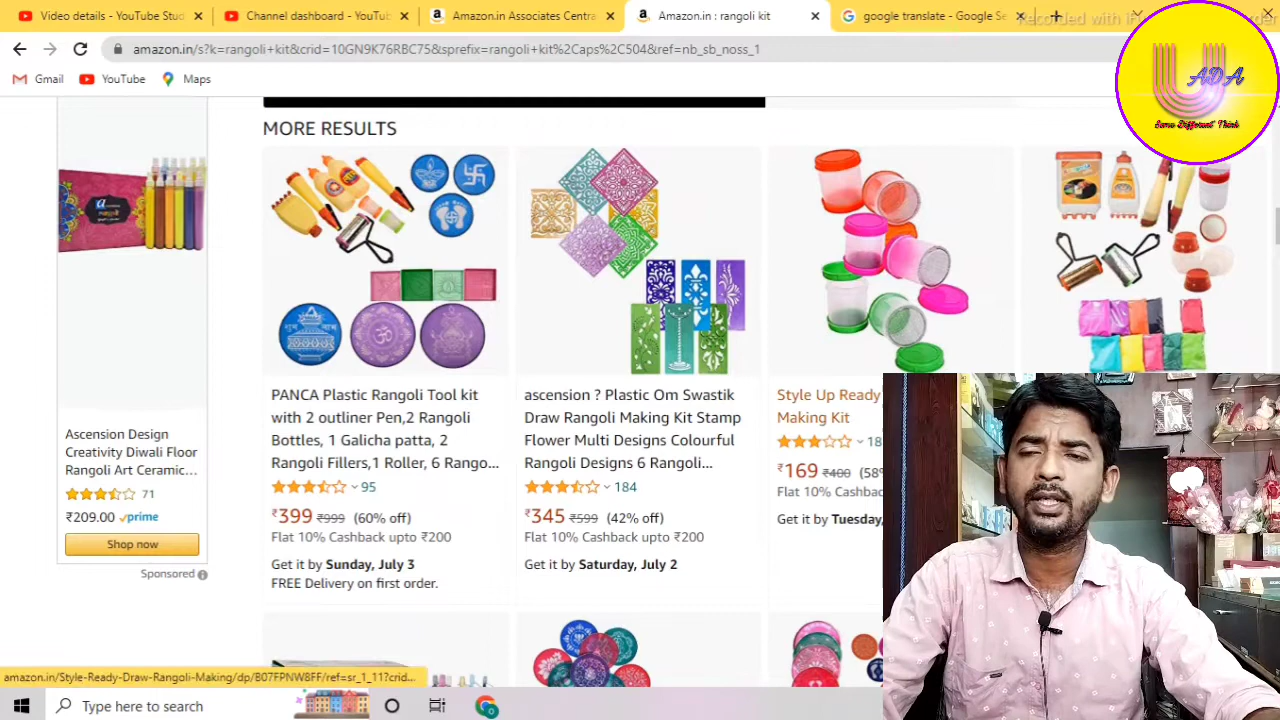 Video details - YouTube Stud
Channel dashboard - YouTub
Amazon.in Associates Centra
Amazon.in : rangoli kit
google translate - Google Se
Recorded with
amazon.in/s?k=rangoli+kit&crid=10GN9K76RBC75&sprefix=rangoli+kit%2Caps%2C504&ref=nb_sb_noss_1
Gmail
YouTube
Maps
U
ADA
Some Different Think
MORE RESULTS
Ascension Design
Creativity Diwali Floor
Rangoli Art Ceramic...
71
₹209.00 prime
Shop now
Sponsored
PANCA Plastic Rangoli Tool kit
with 2 outliner Pen,2 Rangoli
Bottles, 1 Galicha patta, 2
Rangoli Fillers,1 Roller, 6 Rango...
95
₹399 ₹999 (60% off)
Flat 10% Cashback upto ₹200
Get it by Sunday, July 3
FREE Delivery on first order.
ascension ? Plastic Om Swastik
Draw Rangoli Making Kit Stamp
Flower Multi Designs Colourful
Rangoli Designs 6 Rangoli...
184
₹345 ₹599 (42% off)
Flat 10% Cashback upto ₹200
Get it by Saturday, July 2
Style Up Ready
Making Kit
18
₹169 ₹400 (58%
Flat 10% Cashback
Get it by Tuesday,
amazon.in/Style-Ready-Draw-Rangoli-Making/dp/B07FPNW8FF/ref=sr_1_11?crid...
Type here to search